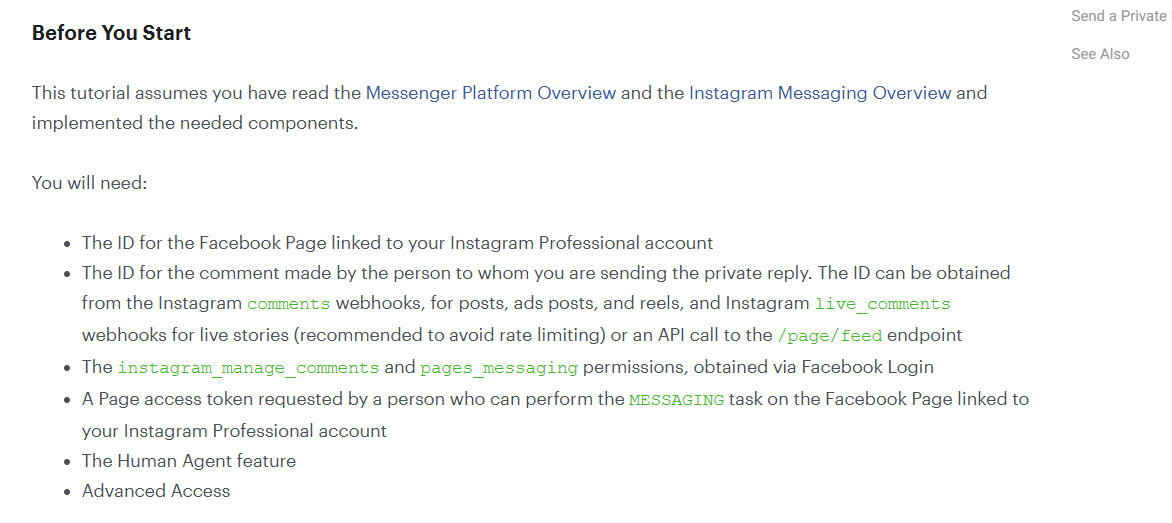 Before You Start
Send a Private
See Also
This tutorial assumes you have read the Messenger Platform Overview and the Instagram Messaging Overview and
implemented the needed components.
You will need:
The ID for the Facebook Page linked to your Instagram Professional account
The ID for the comment made by the person to whom you are sending the private reply. The ID can be obtained
from the Instagram comments webhooks, for posts, ads posts, and reels, and Instagram live_comments
webhooks for live stories (recommended to avoid rate limiting) or an API call to the /page/feed endpoint
The instagram_manage_comments and pages_messaging permissions, obtained via Facebook Login
A Page access token requested by a person who can perform the MESSAGING task on the Facebook Page linked to
your Instagram Professional account
The Human Agent feature
Advanced Access